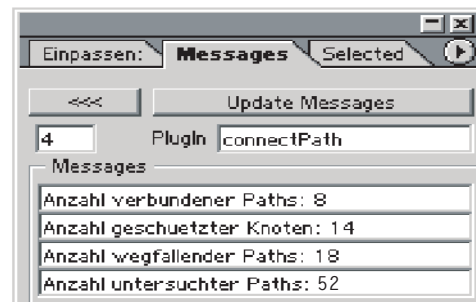 Einpassen: Messages Selected
<<< Update Messages
4 PlugIn connectPath
Messages
Anzahl verbundener Paths: 8
Anzahl geschuetzter Knoten: 14
Anzahl wegfallender Paths: 18
Anzahl untersuchter Paths: 52